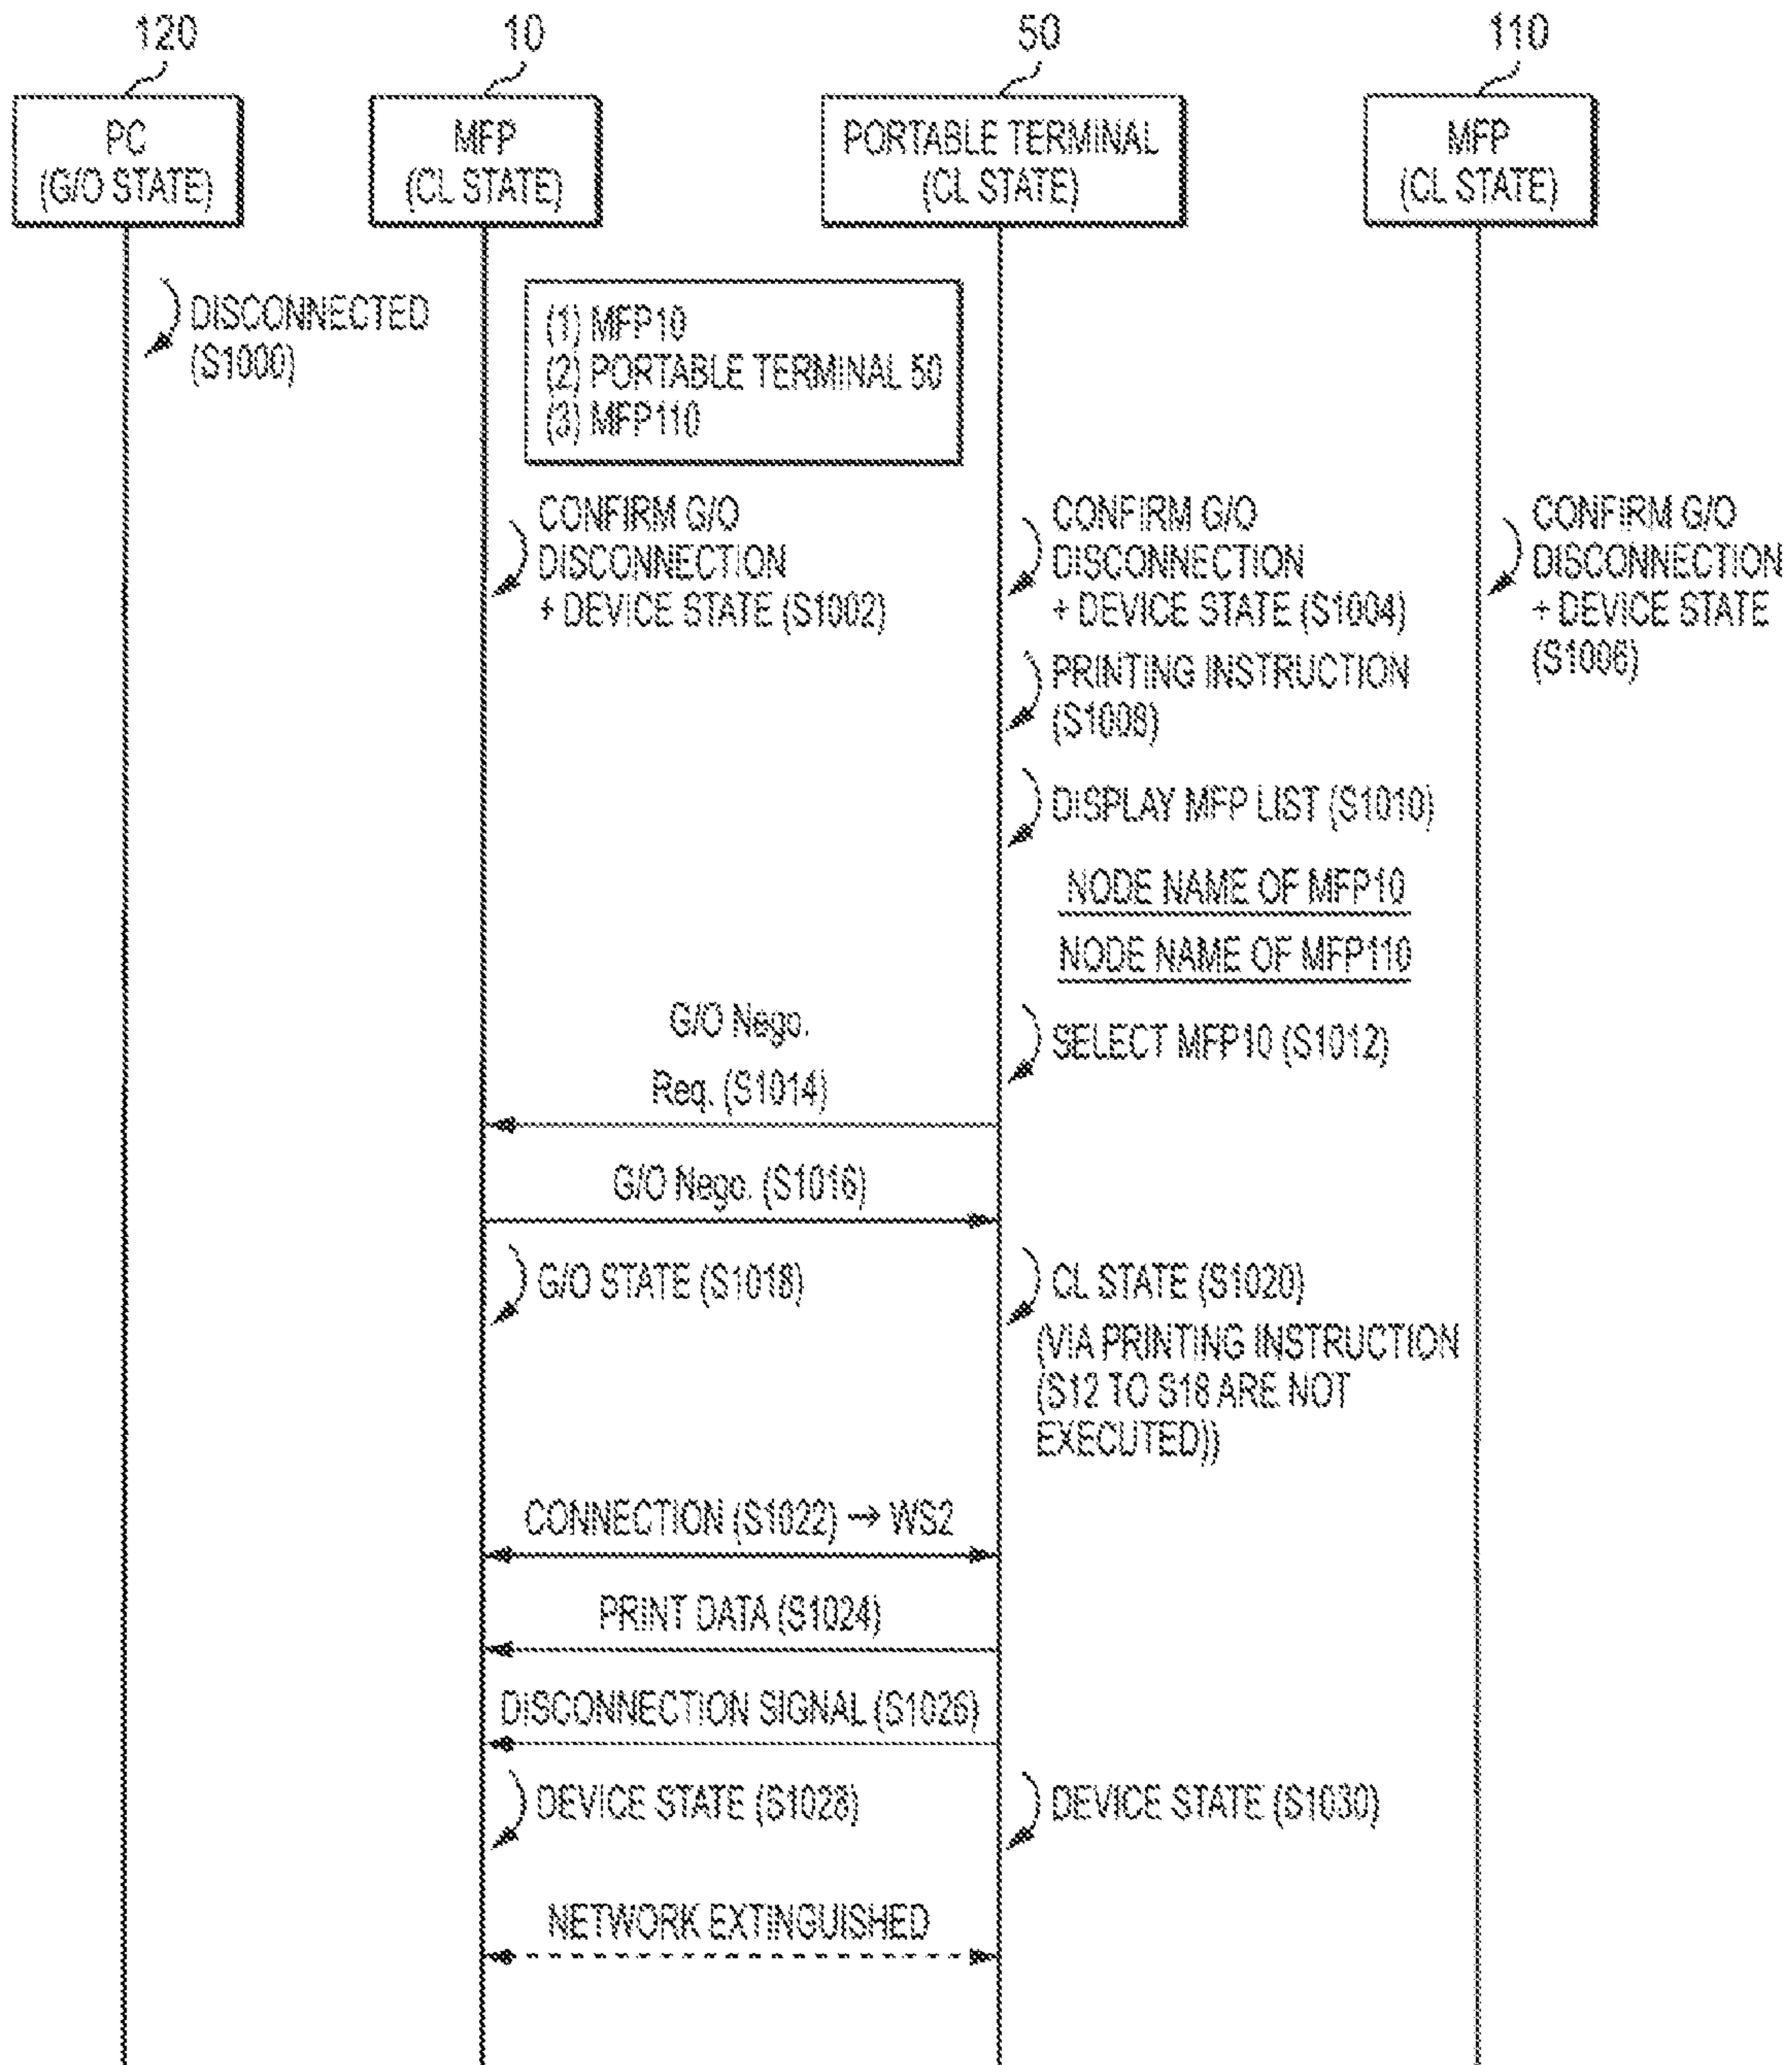 120
10
50
110
PC
(G/O STATE)
MFP
(CL STATE)
PORTABLE TERMINAL
(CL STATE)
MFP
(CL STATE)
DISCONNECTED
(S1000)
(1) MFP10
(2) PORTABLE TERMINAL 50
(3) MFP110
CONFIRM G/O
DISCONNECTION
+ DEVICE STATE (S1002)
CONFIRM G/O
DISCONNECTION
+ DEVICE STATE (S1004)
CONFIRM G/O
DISCONNECTION
+ DEVICE STATE
(S1006)
PRINTING INSTRUCTION
(S1008)
DISPLAY MFP LIST (S1010)
NODE NAME OF MFP10
NODE NAME OF MFP110
SELECT MFP10 (S1012)
G/O Nego.
Req. (S1014)
G/O Nego. (S1016)
G/O STATE (S1018)
CL STATE (S1020)
(VIA PRINTING INSTRUCTION
(S12 TO S16 ARE NOT
EXECUTED))
CONNECTION (S1022) → WS2
PRINT DATA (S1024)
DISCONNECTION SIGNAL (S1026)
DEVICE STATE (S1028)
DEVICE STATE (S1030)
NETWORK EXTINGUISHED